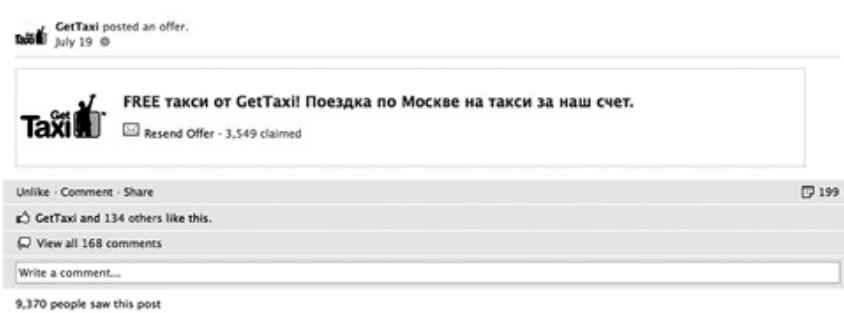 GetTaxi posted an offer.
July 19
FREE такси от GetTaxi! Поездка по Москве на такси за наш счет.
Get
Taxi
Resend Offer · 3,549 claimed
Unlike · Comment · Share
199
GetTaxi and 134 others like this.
View all 168 comments
Write a comment...
9,370 people saw this post